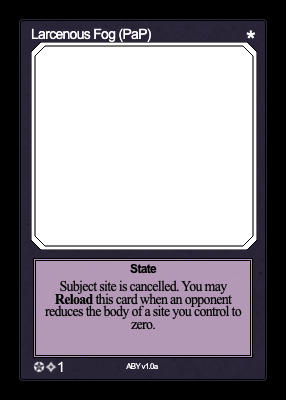 Larcenous Fog (PaP) *
State
Subject site is cancelled. You may
Reload this card when an opponent
reduces the body of a site you control to
zero.
1
ABY v1.0a